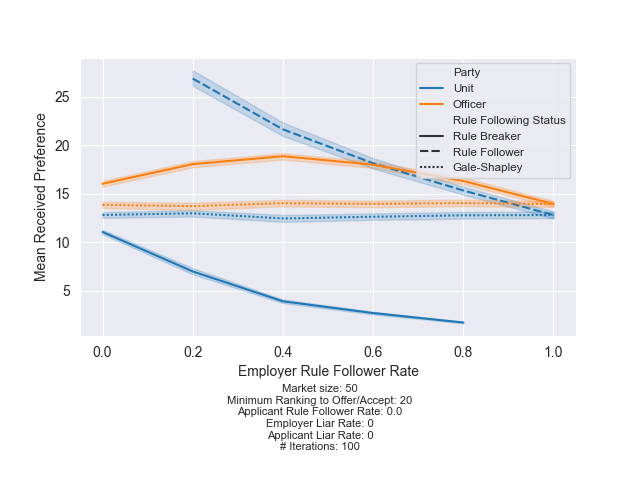 25
20
15
10
5
Mean Received Preference
Party
Unit
Officer
Rule Following Status
Rule Breaker
Rule Follower
Gale-Shapley
0.0 0.2 0.4 0.6 0.8 1.0
Employer Rule Follower Rate
Market size: 50
Minimum Ranking to Offer/Accept: 20
Applicant Rule Follower Rate: 0.0
Employer Liar Rate: 0
Applicant Liar Rate: 0
# Iterations: 100